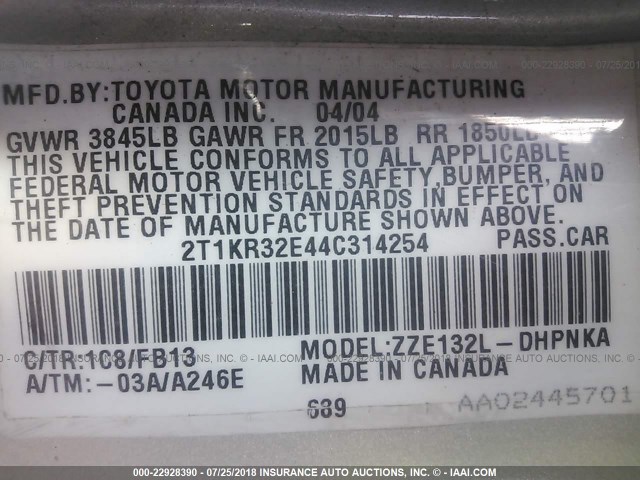 MFD.BY:TOYOTA MOTOR MANUFACTURING
CANADA INC. 04/04
GVWR 3845LB GAWR FR 2015LB RR 1850LB
THIS VEHICLE CONFORMS TO ALL APPLICABLE
FEDERAL MOTOR VEHICLE SAFETY,BUMPER, AND
THEFT PREVENTION STANDARDS IN EFFECT ON
THE DATE OF MANUFACTURE SHOWN ABOVE.
2T1KR32E44C314254 PASS.CAR
C/TR:1C8/FB13 MODEL:ZZE132L-DHPNKA
A/TM:-03A/A246E MADE IN CANADA
689 AA02445701
000-22928390 - 07/25/2018 INSURANCE AUTO AUCTIONS, INC. (C) - IAAI.COM